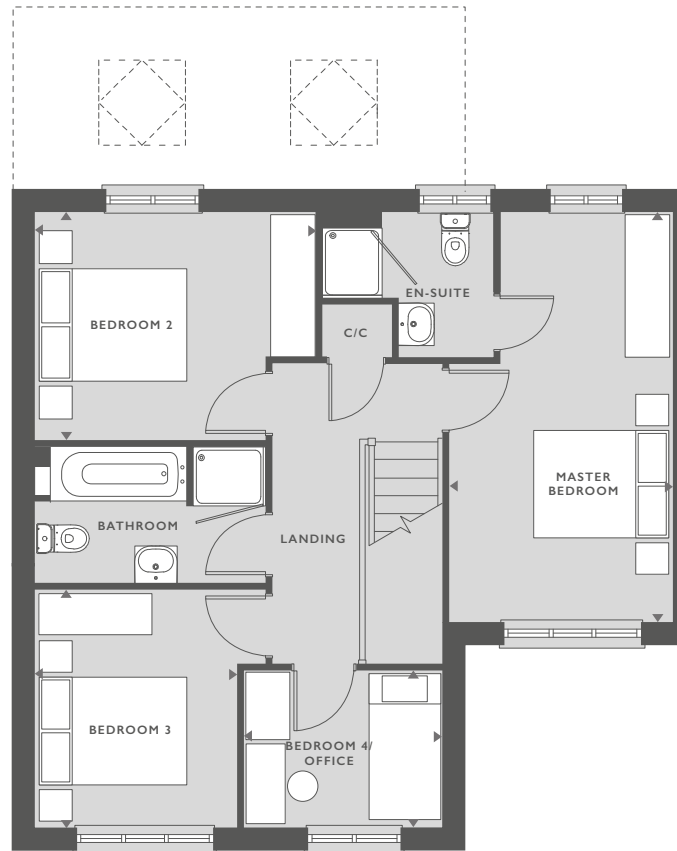 EN-SUITE
BEDROOM 2
C/C
MASTER
BEDROOM
BATHROOM
LANDING
BEDROOM 3
BEDROOM 4/
OFFICE